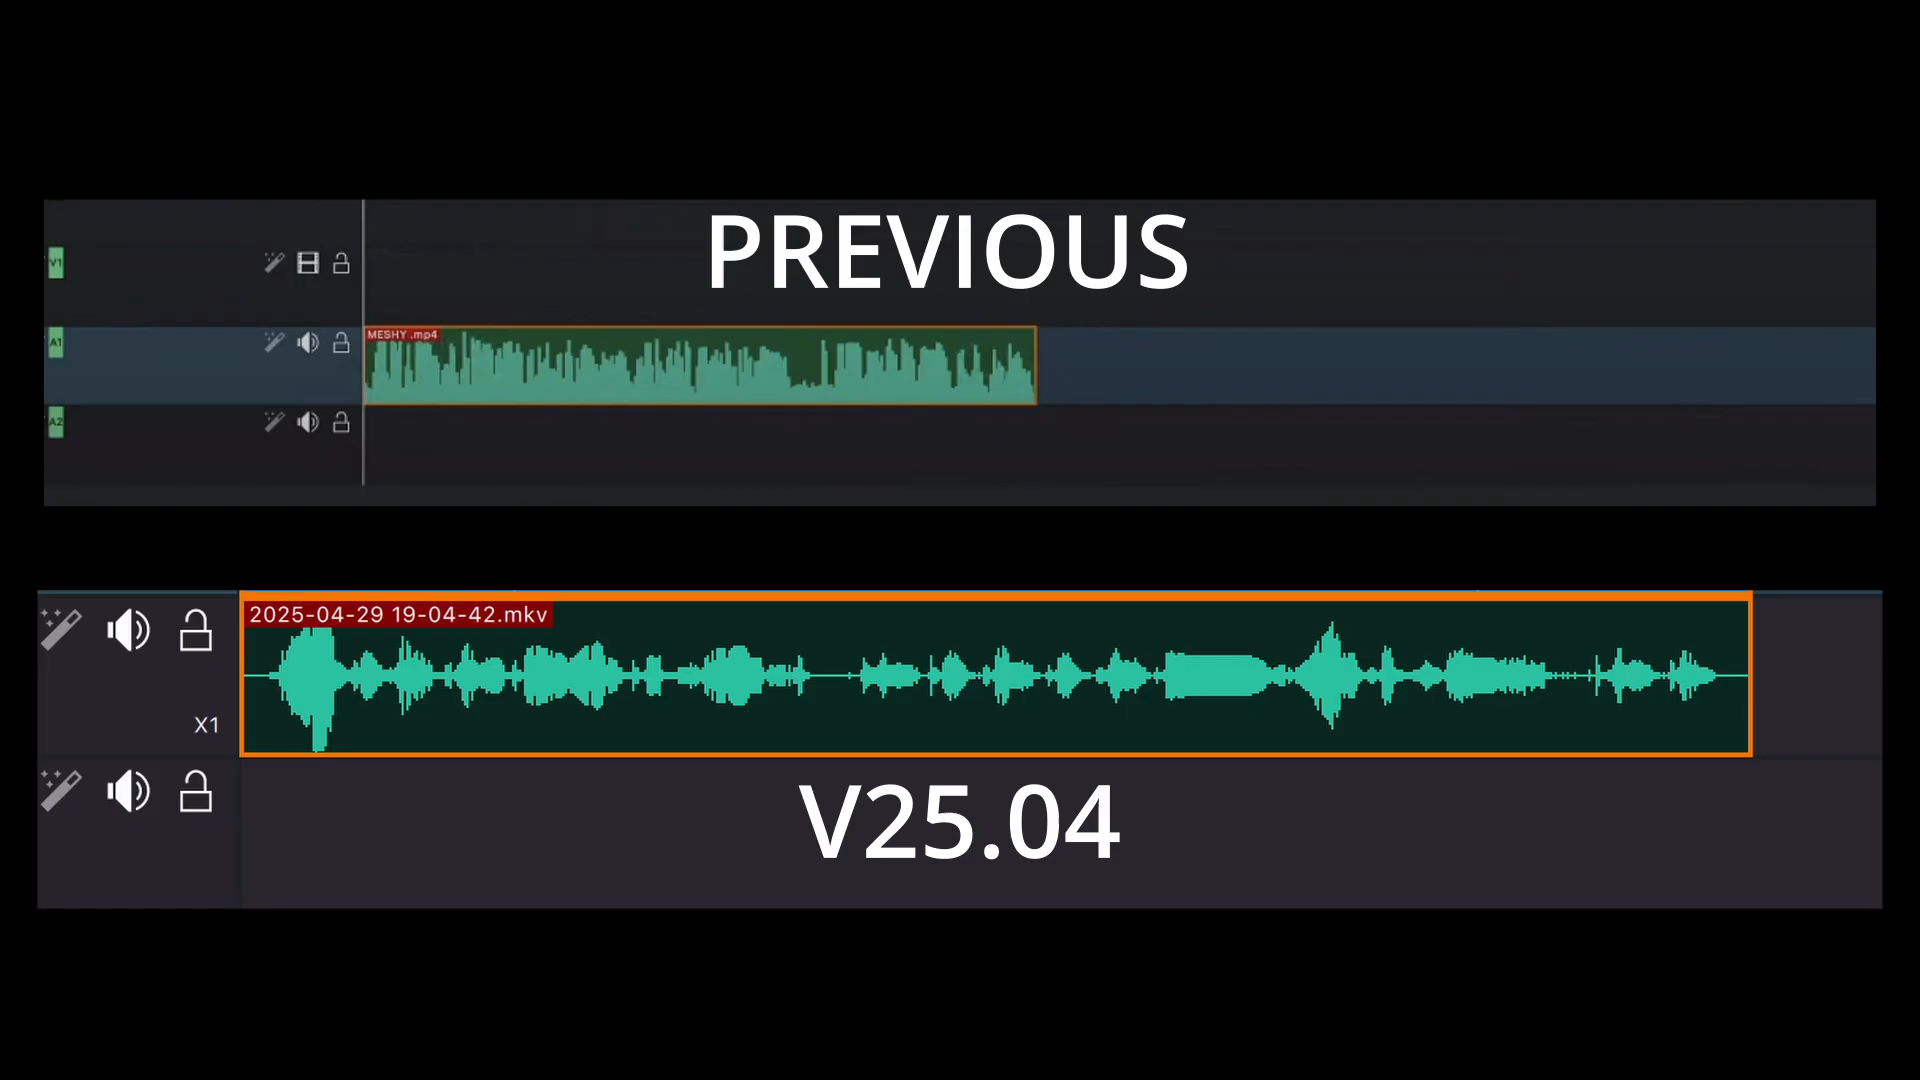 PREVIOUS
V1
A1
MESHY .mp4
A2
2025-04-29 19-04-42.mkv
X1
V25.04